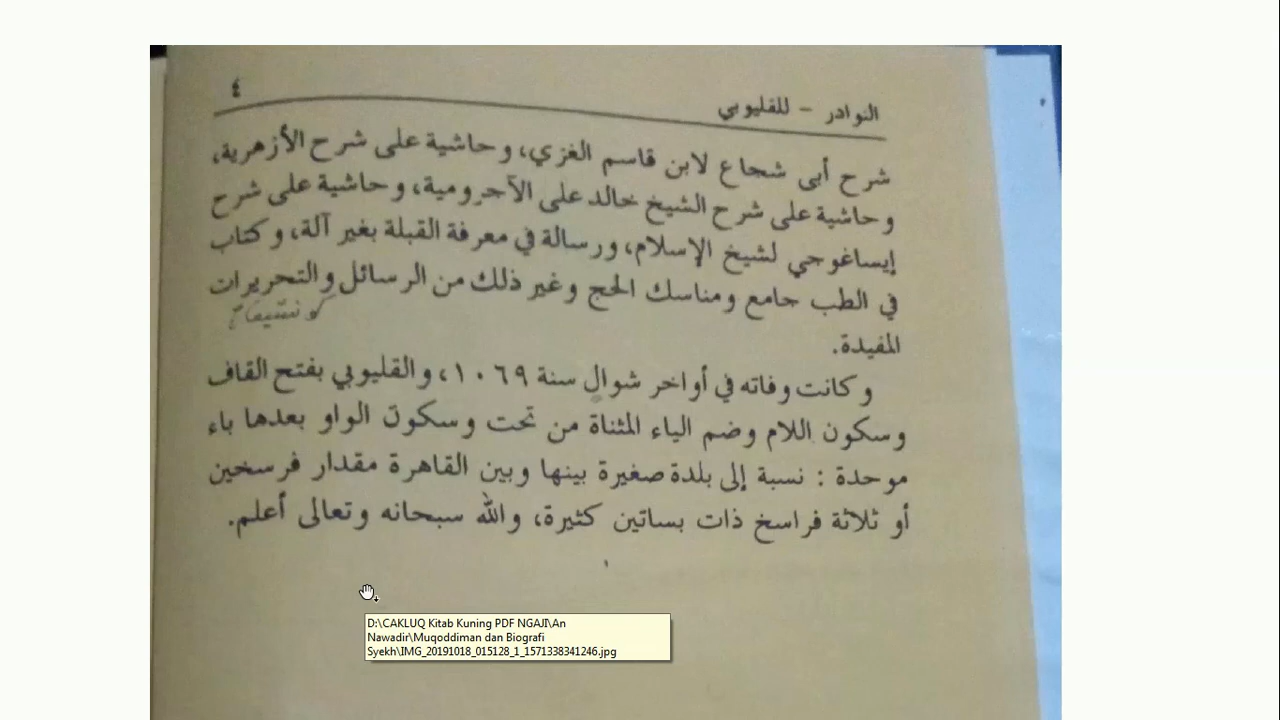 النوادر – للقليوبي ٤
شرح أبى شجاع لابن قاسم الغزي، وحاشية على شرح الأزهرية،
وحاشية على شرح الشيخ خالد على الآجرومية، وحاشية على شرح
إيساغوجي لشيخ الإسلام، ورسالة في معرفة القبلة بغير آلة، وكتاب
في الطب جامع ومناسك الحج وغير ذلك من الرسائل والتحريرات
المفيدة.
وكانت وفاته في أواخر شوال سنة ١٠٦٩، والقليوبي بفتح القاف
وسكون اللام وضم الياء المثناة من تحت وسكون الواو بعدها باء
موحدة : نسبة إلى بلدة صغيرة بينها وبين القاهرة مقدار فرسخين
أو ثلاثة فراسخ ذات بساتين كثيرة، والله سبحانه وتعالى أعلم.
D:\CAKLUQ Kitab Kuning PDF NGAJI\An
Nawadir\Muqoddiman dan Biografi
Syekh\IMG_20191018_015128_1_1571338341246.jpg